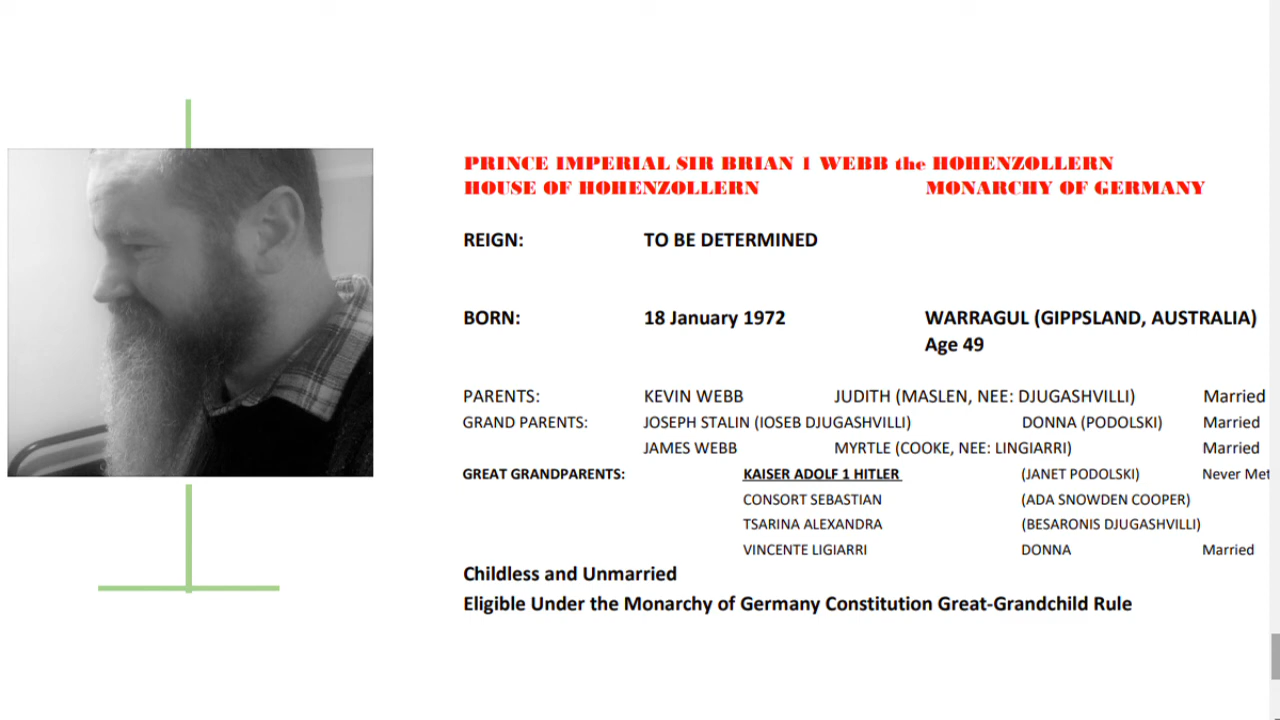 PRINCE IMPERIAL SIR BRIAN 1 WEBB the HOHENZOLLERN
HOUSE OF HOHENZOLLERN MONARCHY OF GERMANY
REIGN: TO BE DETERMINED
BORN: 18 January 1972 WARRAGUL (GIPPSLAND, AUSTRALIA)
Age 49
PARENTS: KEVIN WEBB JUDITH (MASLEN, NEE: DJUGASHVILLI) Married
GRAND PARENTS: JOSEPH STALIN (IOSEB DJUGASHVILLI) DONNA (PODOLSKI) Married
JAMES WEBB MYRTLE (COOKE, NEE: LINGIARRI) Married
GREAT GRANDPARENTS: KAISER ADOLF 1 HITLER (JANET PODOLSKI) Never Met
CONSORT SEBASTIAN (ADA SNOWDEN COOPER)
TSARINA ALEXANDRA (BESARONIS DJUGASHVILLI)
VINCENTE LIGIARRI DONNA Married
Childless and Unmarried
Eligible Under the Monarchy of Germany Constitution Great-Grandchild Rule